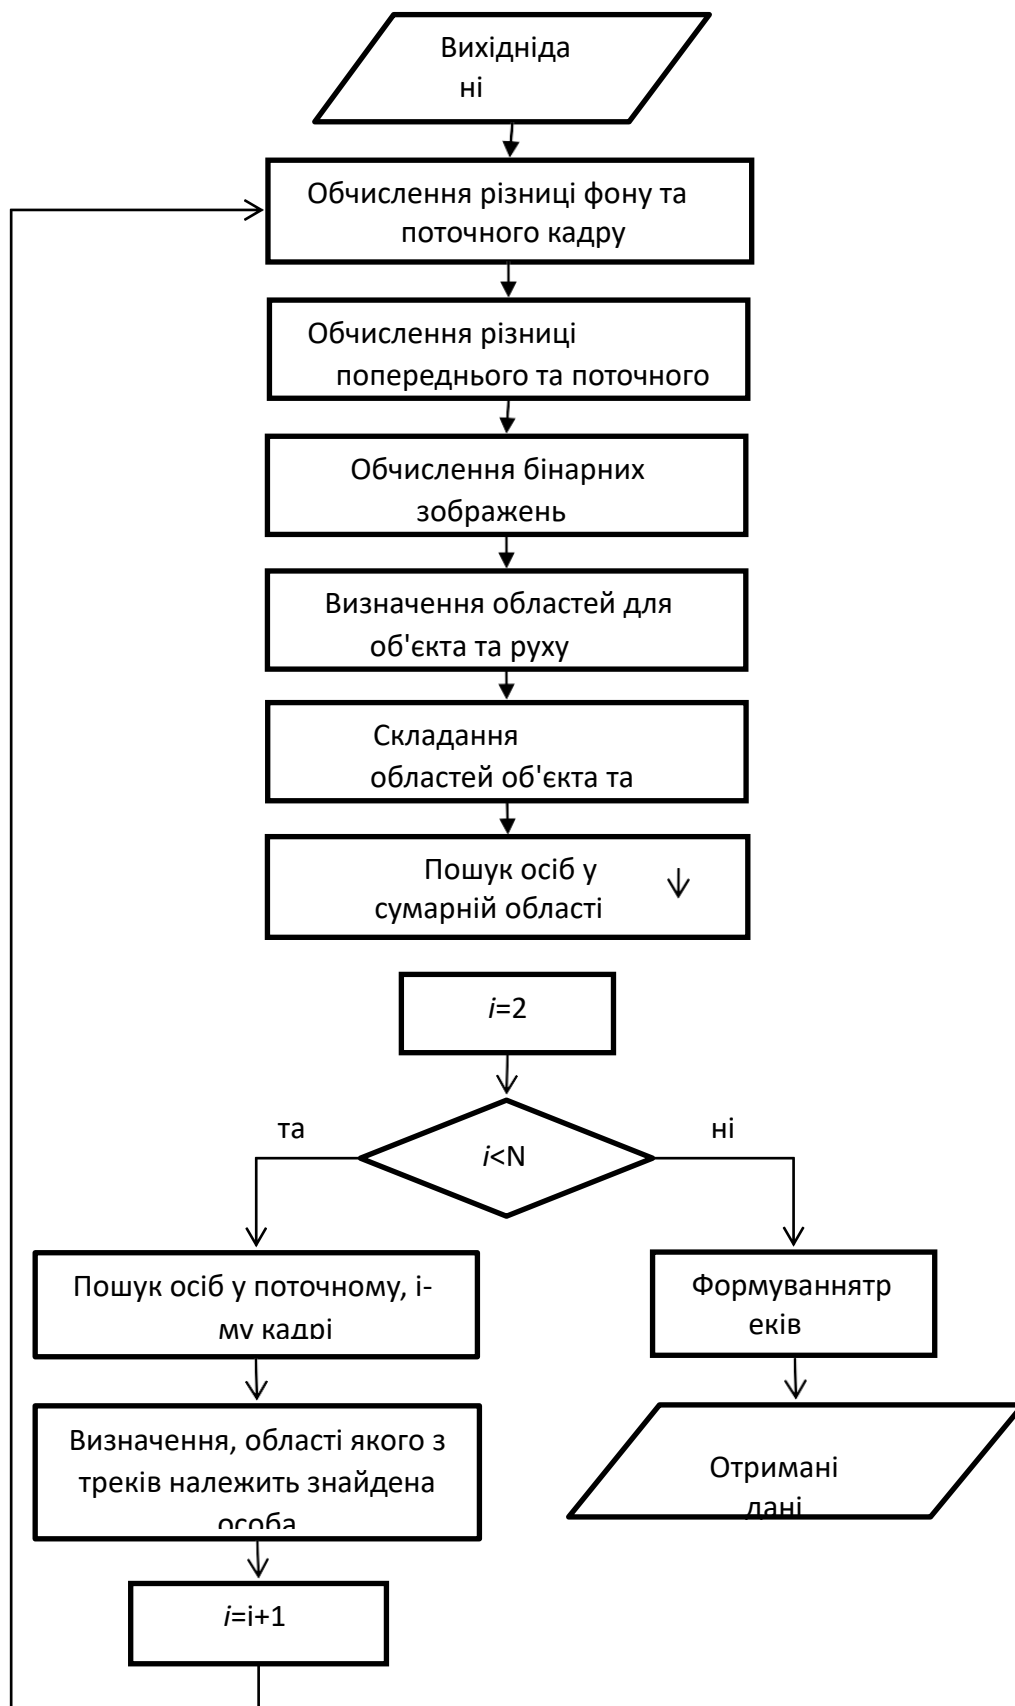 Вихідніда
ні
Обчислення різниці фону та
поточного кадру
Обчислення різниці
попереднього та поточного
Обчислення бінарних
зображень
Визначення областей для
об'єкта та руху
Складання
областей об'єкта та
Пошук осіб у
сумарній області
i=2
та
i<N
ні
Пошук осіб у поточному, і-
му кадрі
Формуваннятр
еків
Визначення, області якого з
треків належить знайдена
особа
Отримані
дані
i=i+1